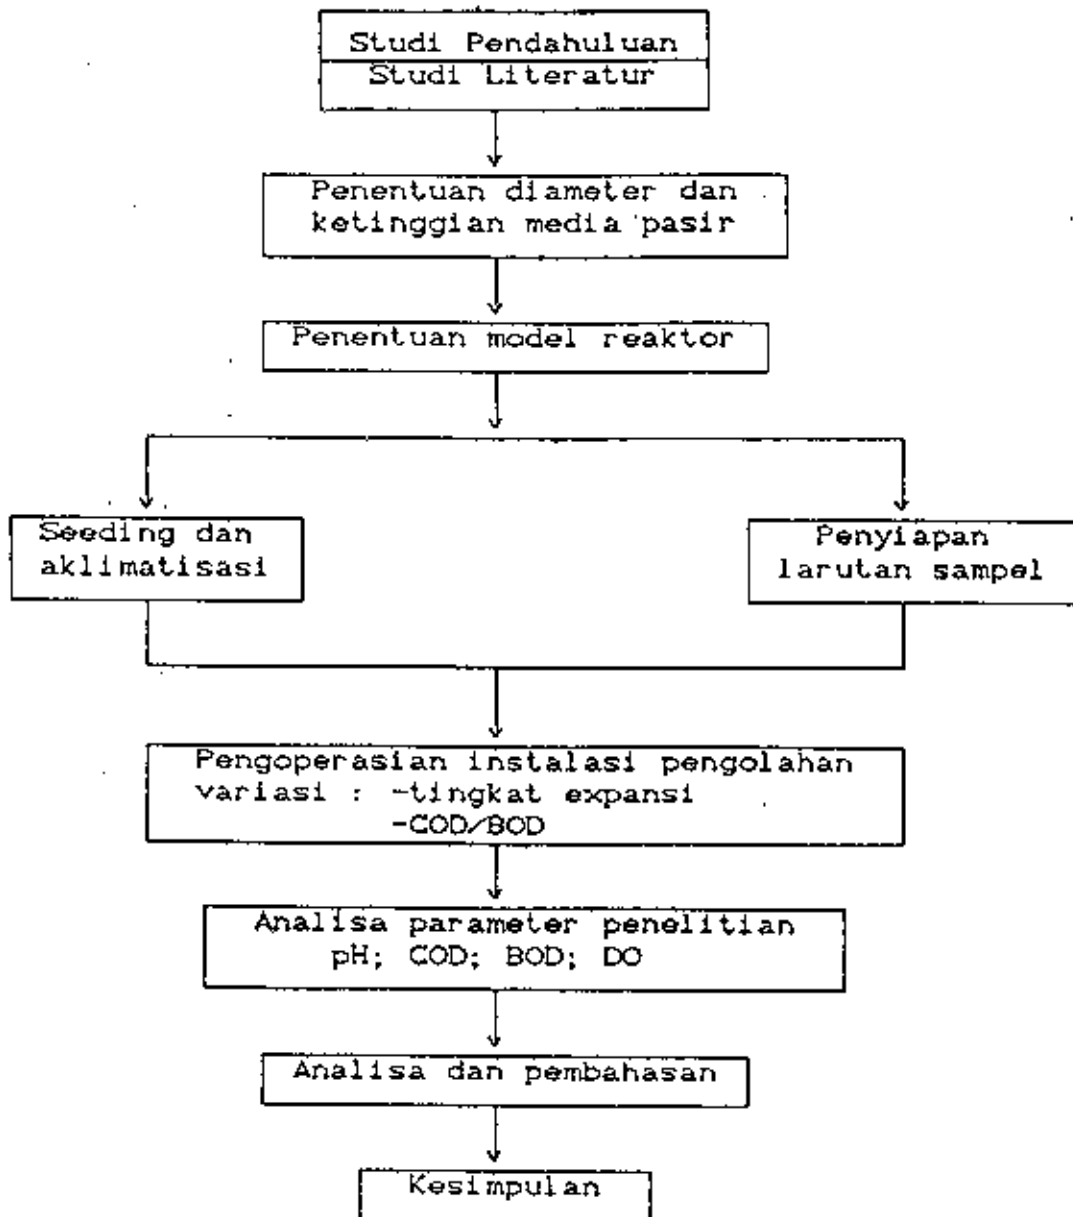 Studi Pendahuluan
Studi Literatur
Penentuan diameter dan
ketinggian media pasir
Penentuan model reaktor
Seeding dan
aklimatisasi
Penyiapan
larutan sampel
Pengoperasian instalasi pengolahan
variasi : -tingkat expansi
-COD/BOD
Analisa parameter penelitian
pH; COD; BOD; DO
Analisa dan pembahasan
Kesimpulan